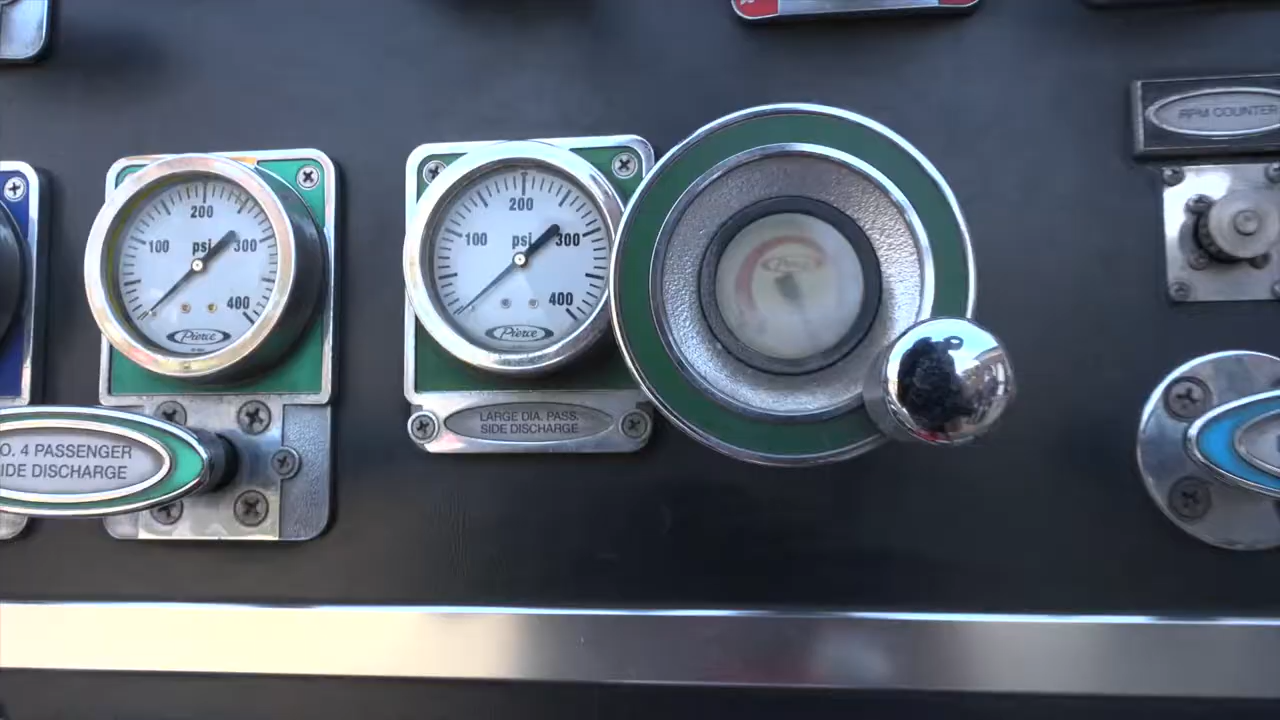 200
100
psi
300
400
Pierce
200
100
psi
300
400
Pierce
O. 4 PASSENGER
IDE DISCHARGE
LARGE DIA. PASS.
SIDE DISCHARGE
RPM COUNTER